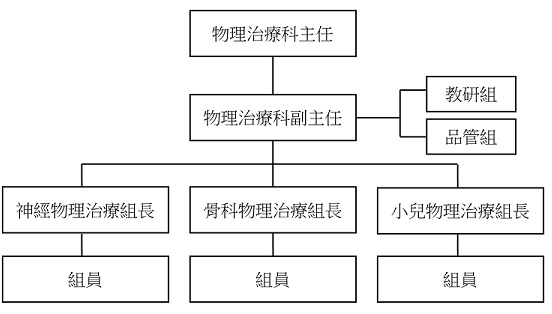 物理治療科主任
物理治療科副主任
教研組
品管組
神經物理治療組長
骨科物理治療組長
小兒物理治療組長
組員
組員
組員